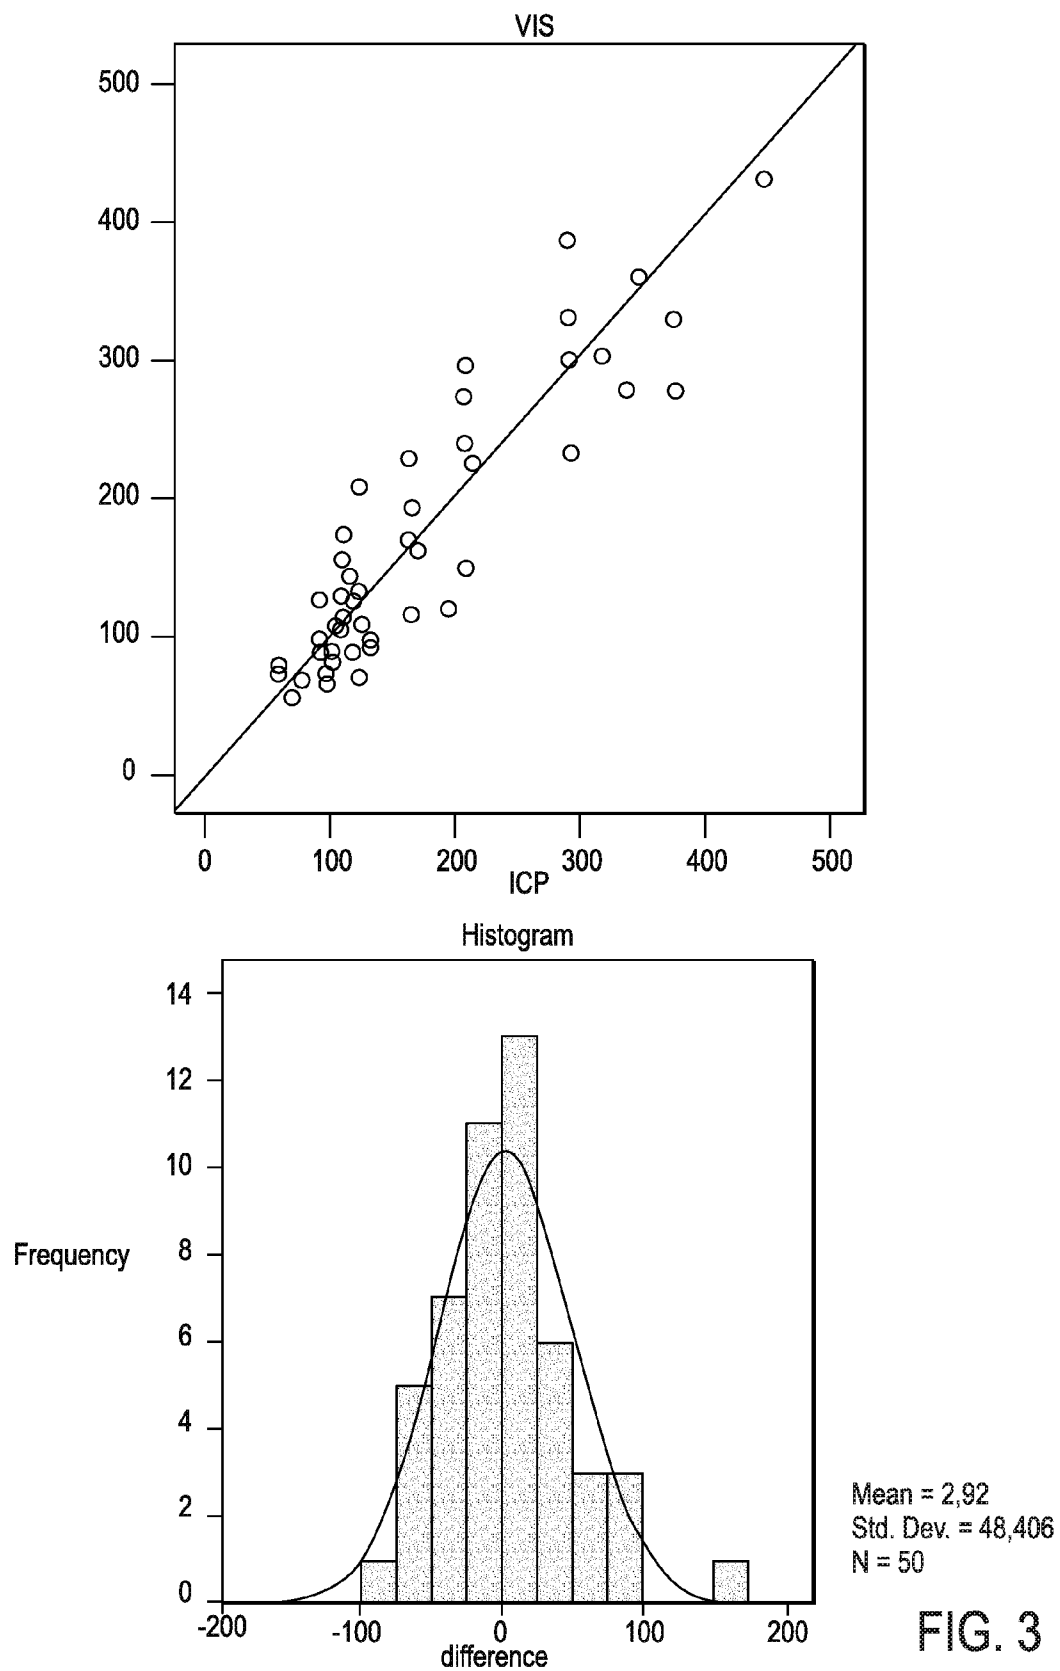 VIS
500
400
300
200
100
0
0 100 200 300 400 500
ICP
Histogram
14
12
10
8
6
4
2
0
Frequency
-200 -100 0 100 200
difference
Mean = 2,92
Std. Dev. = 48,406
N = 50
FIG. 3